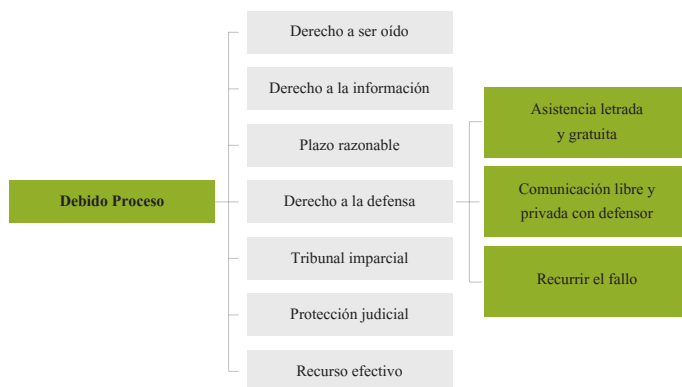 Debido Proceso
Derecho a ser oído
Derecho a la información
Plazo razonable
Derecho a la defensa
Tribunal imparcial
Protección judicial
Recurso efectivo
Asistencia letrada
y gratuita
Comunicación libre y
privada con defensor
Recurrir el fallo